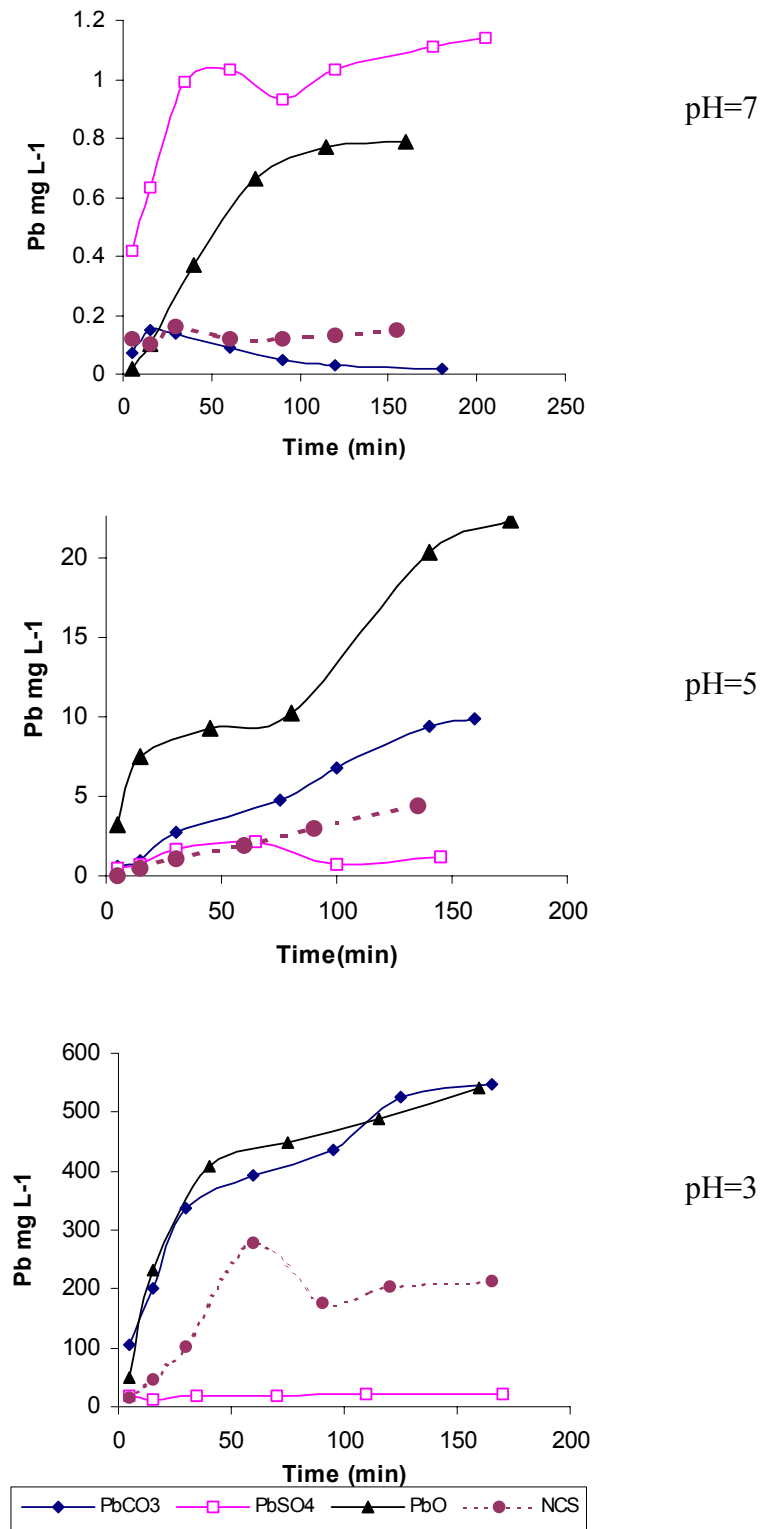 1.2
1
0.8
0.6
0.4
0.2
0
Pb mg L-1
0 50 100 150 200 250
Time (min)
pH=7
20
15
10
5
0
Pb mg L-1
0 50 100 150 200
Time(min)
pH=5
600
500
400
300
200
100
0
Pb mg L-1
0 50 100 150 200
Time (min)
pH=3
PbCO3 PbSO4 PbO NCS